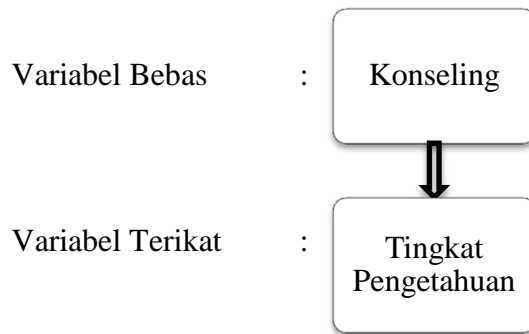 Variabel Bebas : Konseling
Variabel Terikat : Tingkat
Pengetahuan